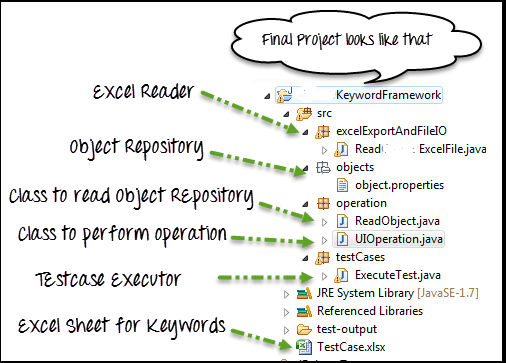 Final Project looks like that
Excel Reader
KeywordFramework
src
excelExportAndFileIO
Read ExcelFile.java
Object Repository
objects
object.properties
Class to read Object Repository
operation
ReadObject.java
Class to perform operation
UIOperation.java
testCases
Testcase Executor
ExecuteTest.java
JRE System Library [JavaSE-1.7]
Referenced Libraries
Excel Sheet for Keywords
test-output
TestCase.xlsx